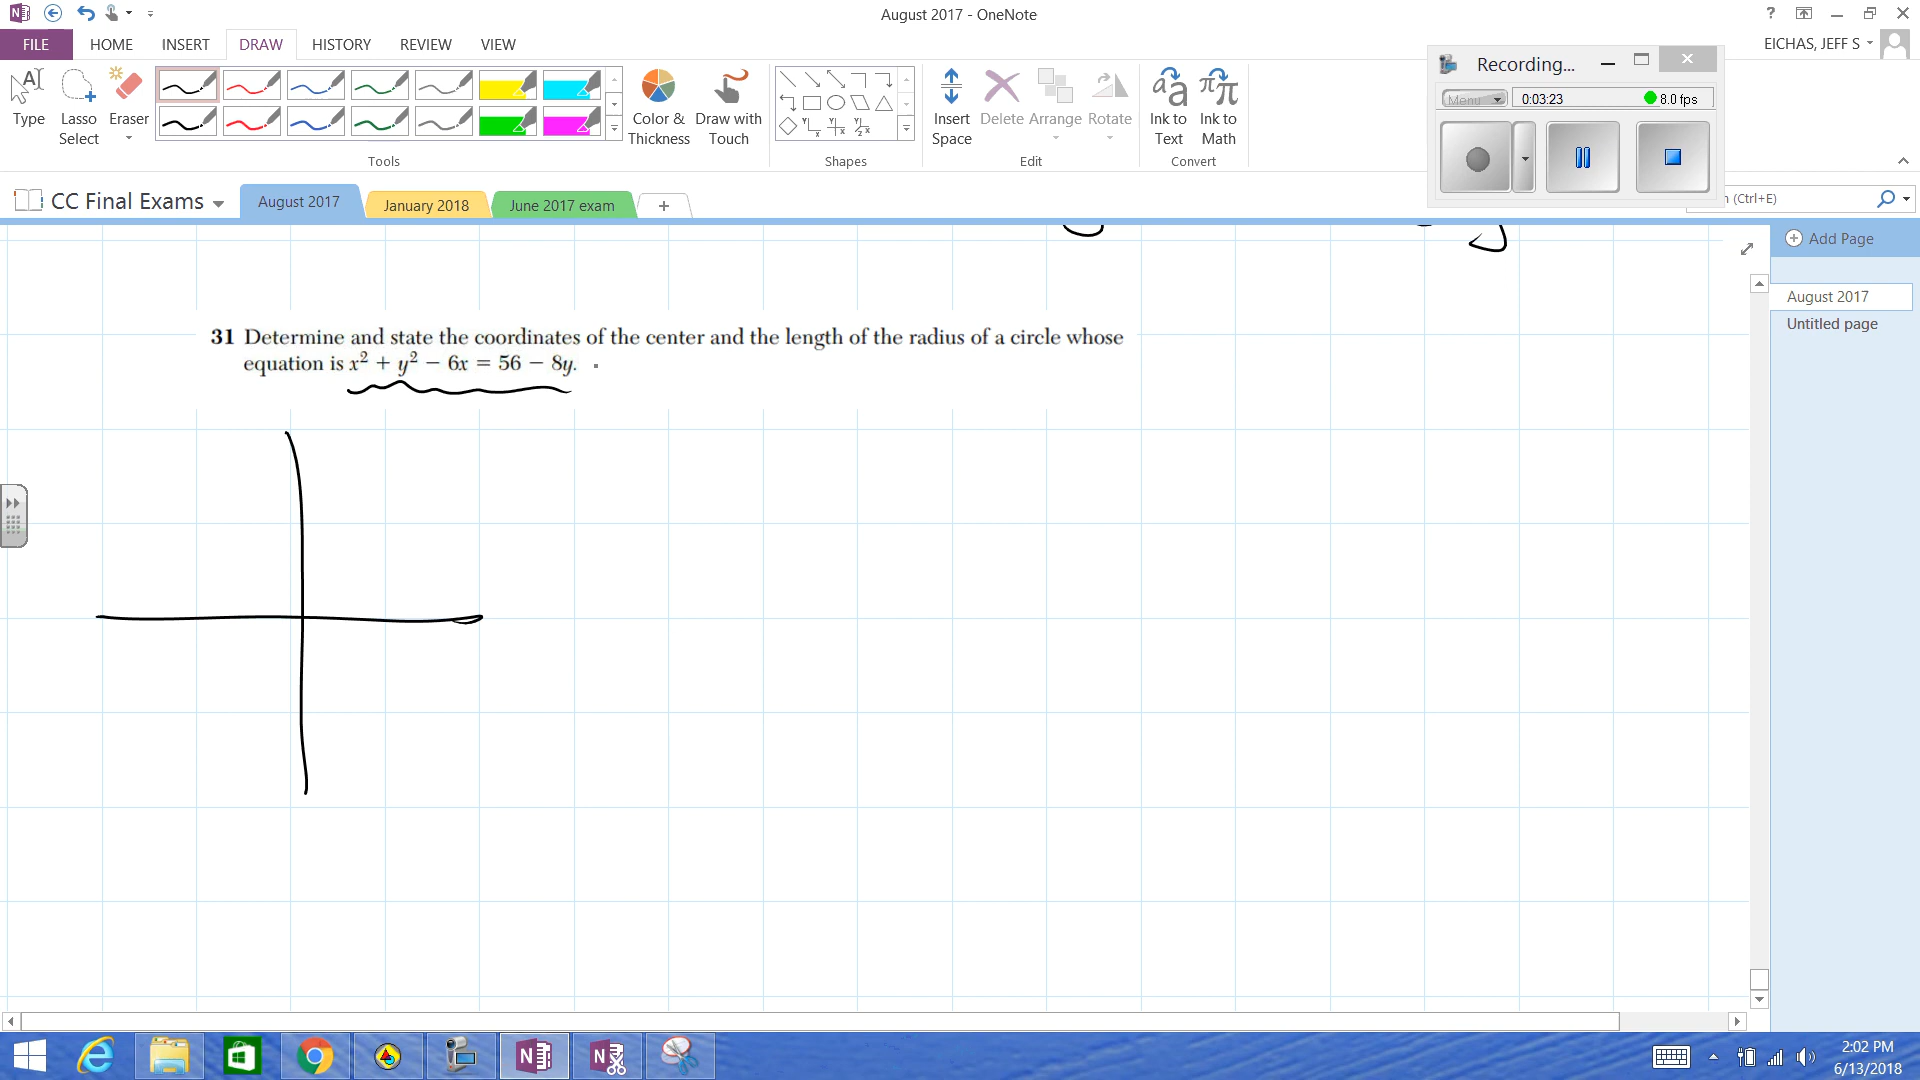 August 2017 - OneNote
?
FILE HOME INSERT DRAW HISTORY REVIEW VIEW
EICHAS, JEFF S
Recording...
Menu 0:03:23 8.0 fps
Type Lasso Select Eraser
Color & Thickness Draw with Touch
Insert Space Delete Arrange Rotate
Ink to Text Ink to Math
Tools Shapes Edit Convert
CC Final Exams August 2017 January 2018 June 2017 exam +
(Ctrl+E)
Add Page
August 2017
Untitled page
31 Determine and state the coordinates of the center and the length of the radius of a circle whose
equation is x² + y² − 6x = 56 − 8y.
2:02 PM
6/13/2018